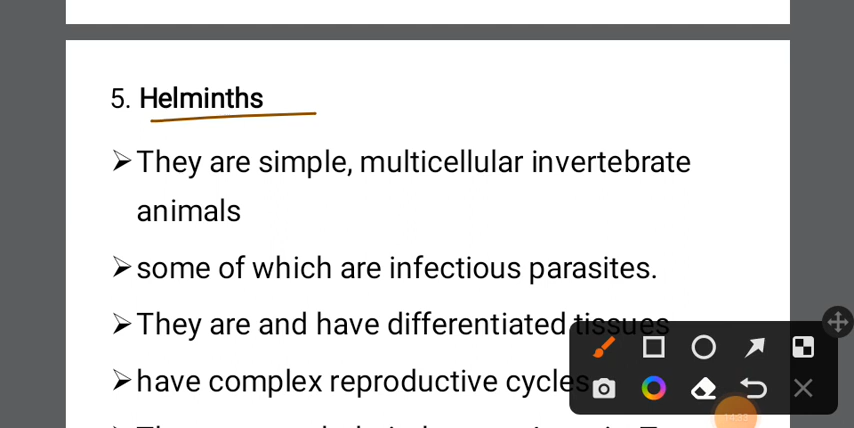 5. Helminths
➢They are simple, multicellular invertebrate
animals
➢some of which are infectious parasites.
➢They are and have differentiated tissues
➢have complex reproductive cycles